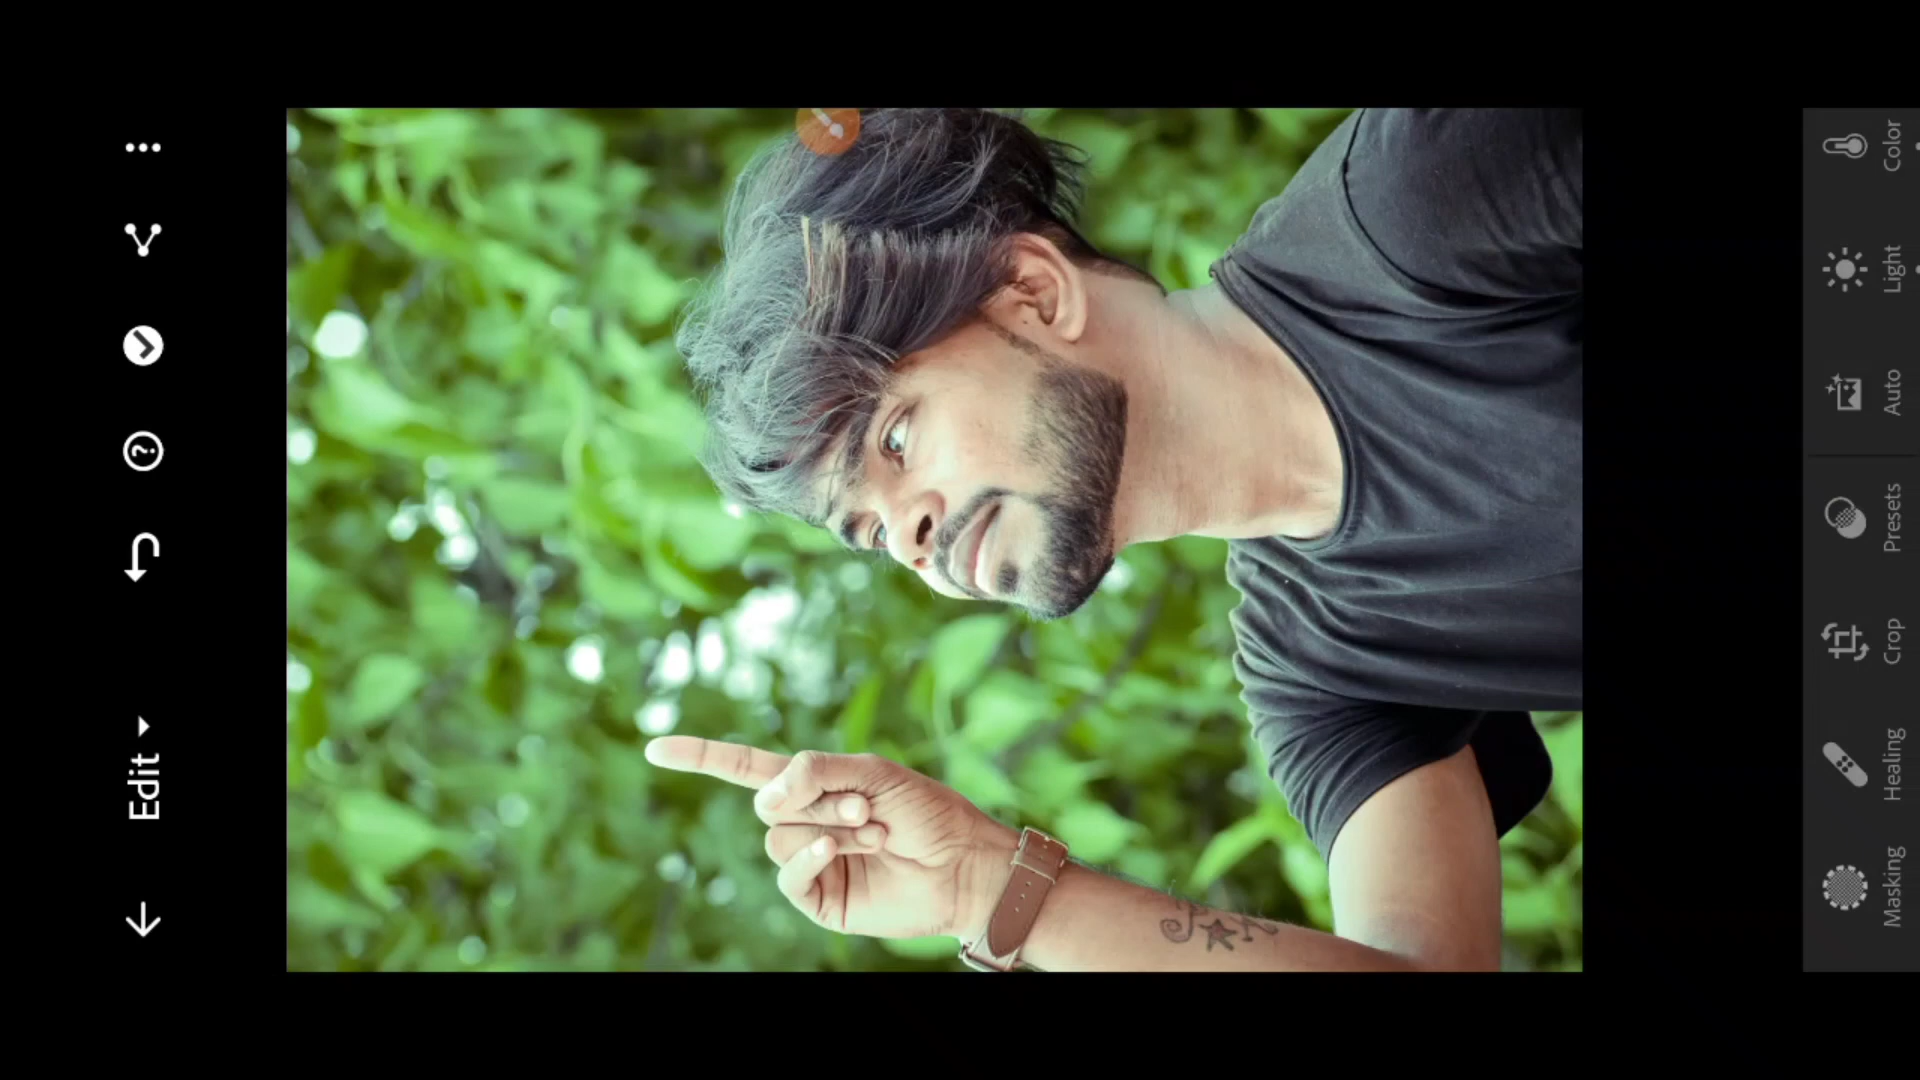 Edit
Masking
Healing
Crop
Presets
Auto
Light
Color